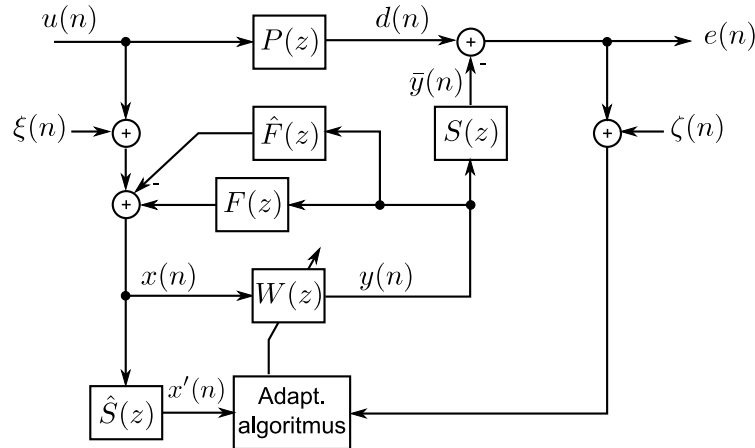 u(n)
P(z)
d(n)
+
-
e(n)
ȳ(n)
ξ(n)
+
F̂(z)
S(z)
+
ζ(n)
-
+
F(z)
x(n)
W(z)
y(n)
Ŝ(z)
x'(n)
Adapt.
algoritmus